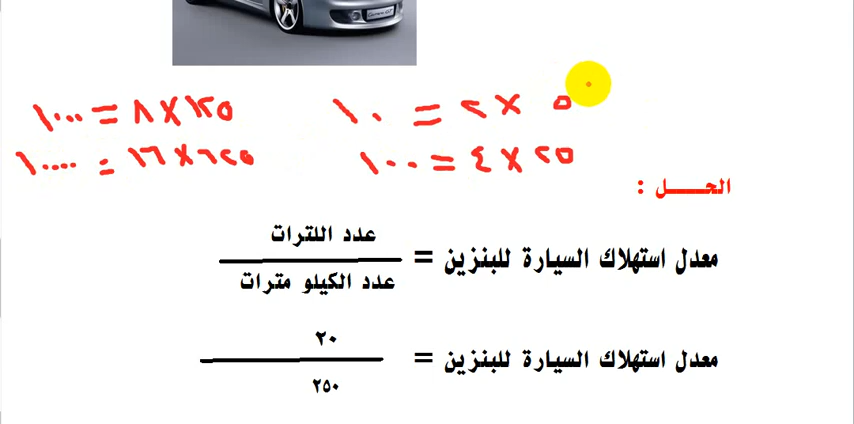 ٥ × ٢ = ١٠
١٢٥ × ٨ = ١٠٠٠
٢٥ × ٤ = ١٠٠
٦٢٥ × ١٦ = ١٠٠٠٠
الحـــل :
معدل استهلاك السيارة للبنزين = عدد اللترات
عدد الكيلو مترات
معدل استهلاك السيارة للبنزين = ٢٠
٢٥٠